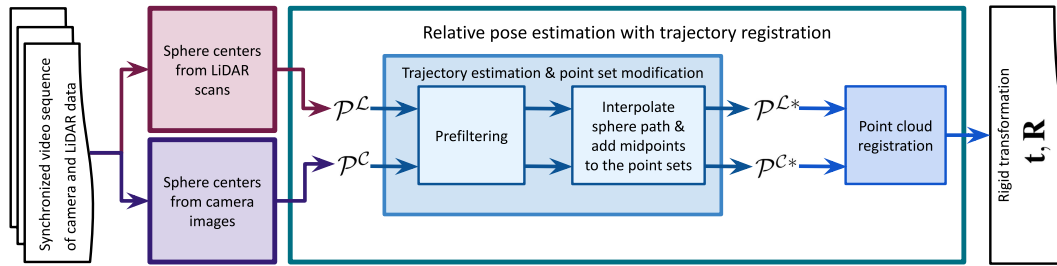 Synchronized video sequence
of camera and LiDAR data
Sphere centers
from LiDAR
scans
Sphere centers
from camera
images
Relative pose estimation with trajectory registration
𝒫^ℒ
𝒫^𝒞
Trajectory estimation & point set modification
Prefiltering
Interpolate
sphere path &
add midpoints
to the point sets
𝒫^ℒ*
𝒫^𝒞*
Point cloud
registration
Rigid transformation
t, R